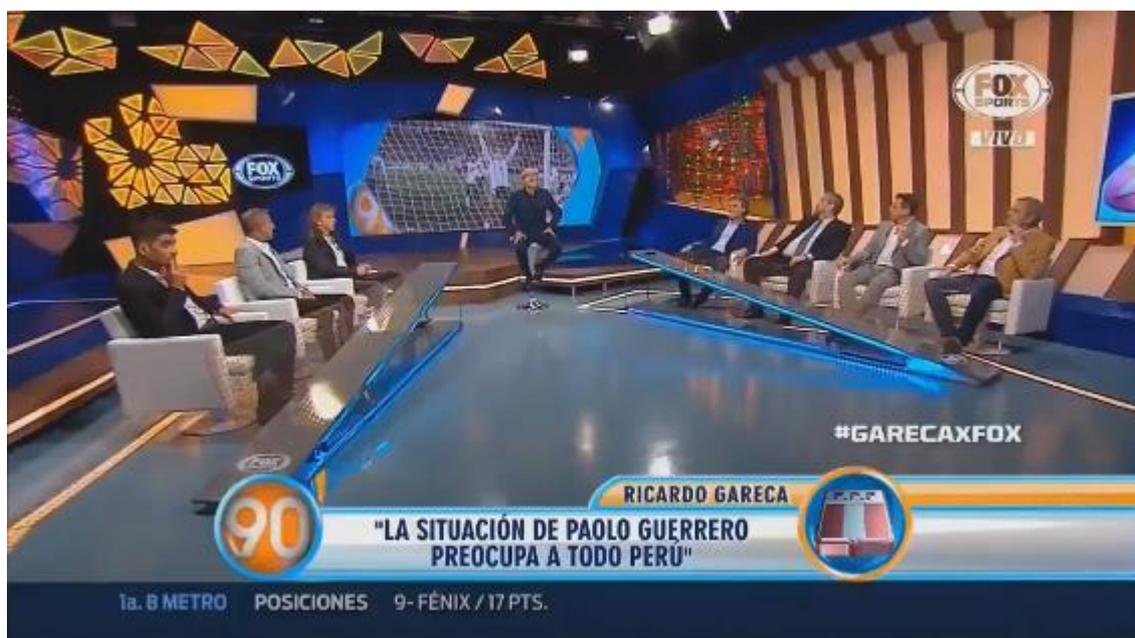 FOX
SPORTS
VIVO
FOX
SPORTS
#GARECAXFOX
FOX
90
RICARDO GARECA
"LA SITUACIÓN DE PAOLO GUERRERO
PREOCUPA A TODO PERÚ"
1a. B METRO POSICIONES 9- FÉNIX / 17 PTS.